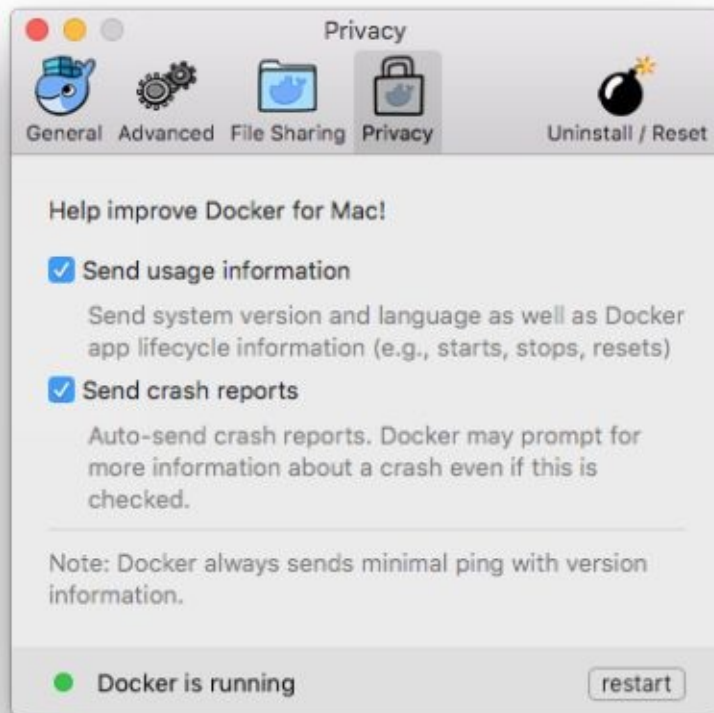 Privacy
General Advanced File Sharing Privacy Uninstall / Reset
Help improve Docker for Mac!
Send usage information
Send system version and language as well as Docker
app lifecycle information (e.g., starts, stops, resets)
Send crash reports
Auto-send crash reports. Docker may prompt for
more information about a crash even if this is
checked.
Note: Docker always sends minimal ping with version
information.
Docker is running restart